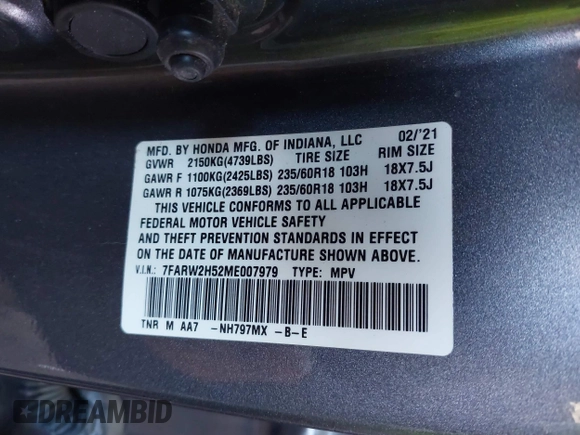 MFD. BY HONDA MFG. OF INDIANA, LLC 02/'21
GVWR 2150KG(4739LBS) TIRE SIZE RIM SIZE
GAWR F 1100KG(2425LBS) 235/60R18 103H 18X7.5J
GAWR R 1075KG(2369LBS) 235/60R18 103H 18X7.5J
THIS VEHICLE CONFORMS TO ALL APPLICABLE
FEDERAL MOTOR VEHICLE SAFETY
AND THEFT PREVENTION STANDARDS IN EFFECT
ON THE DATE OF MANUFACTURE SHOWN ABOVE.
V.I.N.: 7FARW2H52ME007979 TYPE: MPV
TNR M AA7 -NH797MX -B-E
DREAMBID